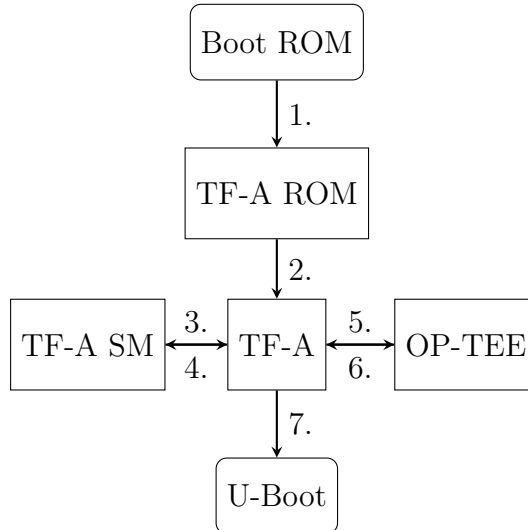 Boot ROM
1.
TF-A ROM
2.
TF-A SM
3.
4.
TF-A
5.
6.
OP-TEE
7.
U-Boot